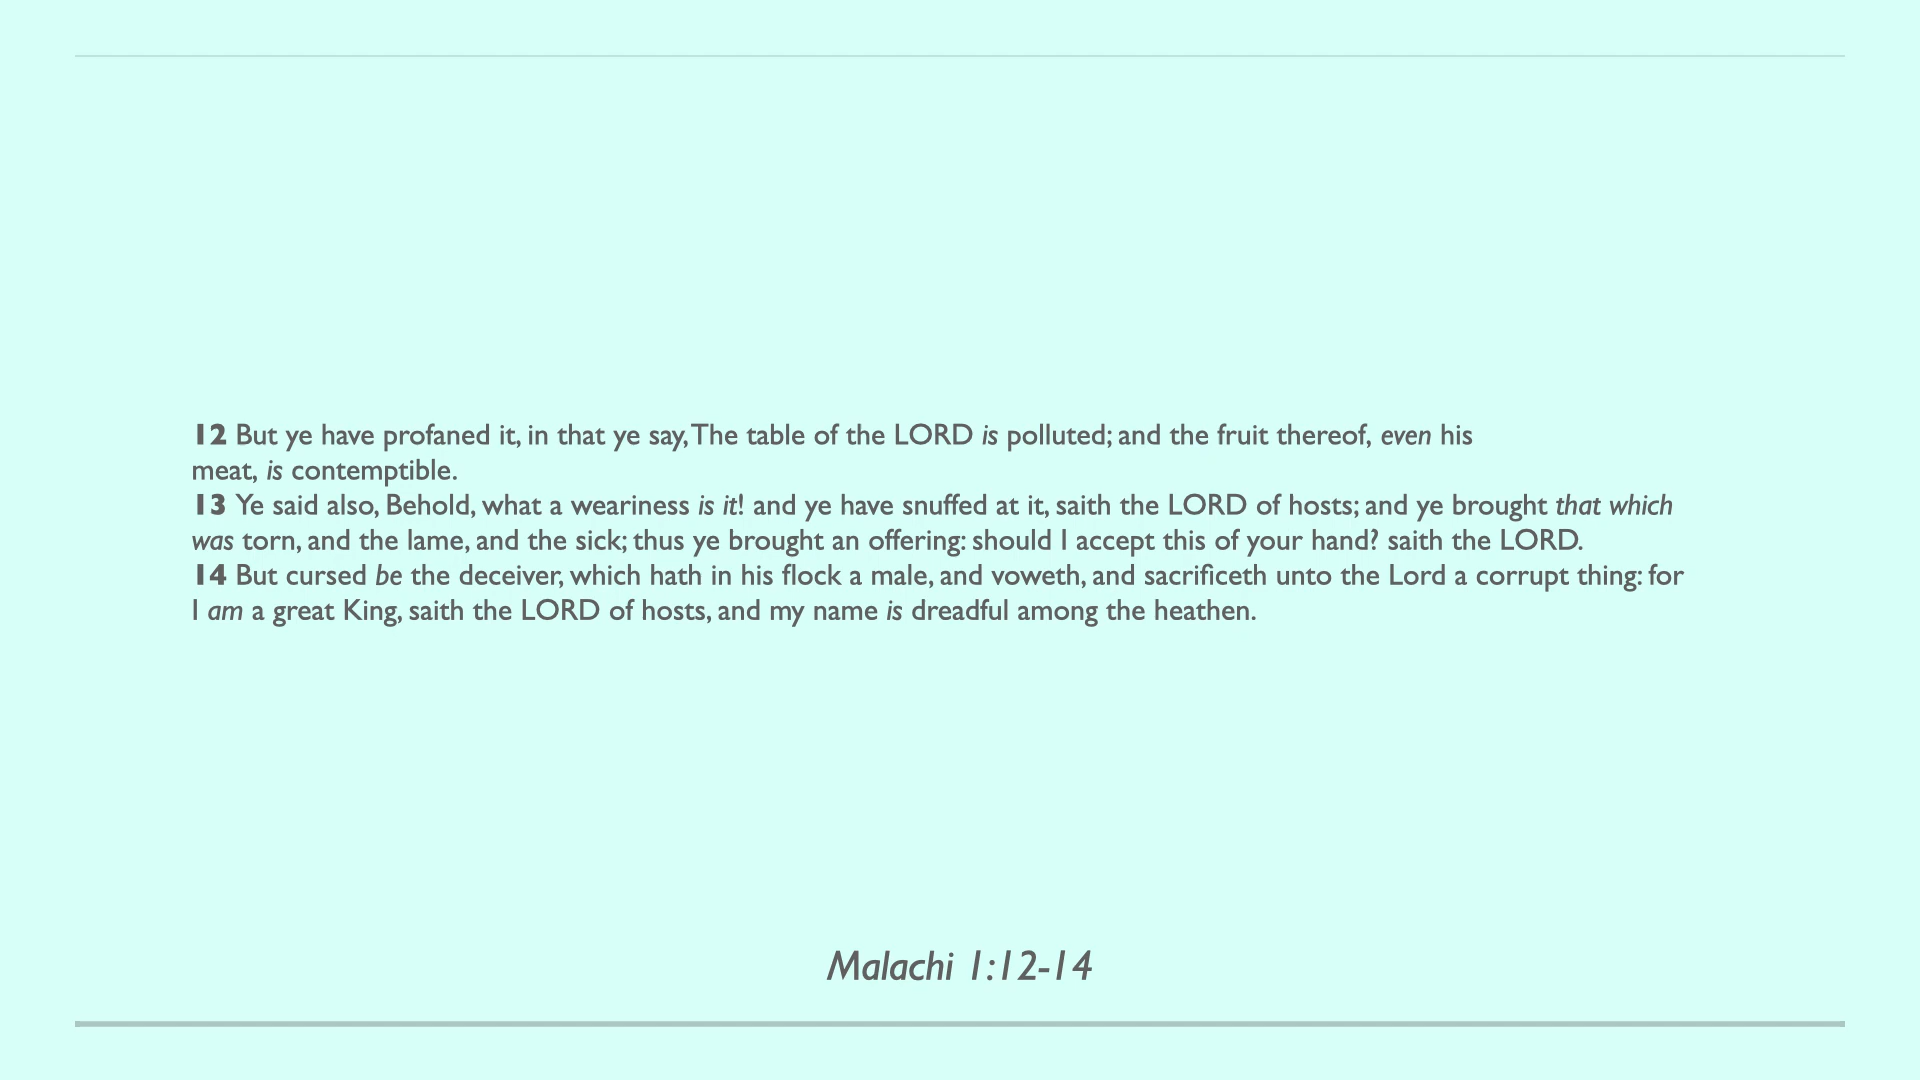 12 But ye have profaned it, in that ye say, The table of the LORD is polluted; and the fruit thereof, even his
meat, is contemptible.
13 Ye said also, Behold, what a weariness is it! and ye have snuffed at it, saith the LORD of hosts; and ye brought that which
was torn, and the lame, and the sick; thus ye brought an offering: should I accept this of your hand? saith the LORD.
14 But cursed be the deceiver, which hath in his flock a male, and voweth, and sacrificeth unto the Lord a corrupt thing: for
I am a great King, saith the LORD of hosts, and my name is dreadful among the heathen.
Malachi 1:12-14